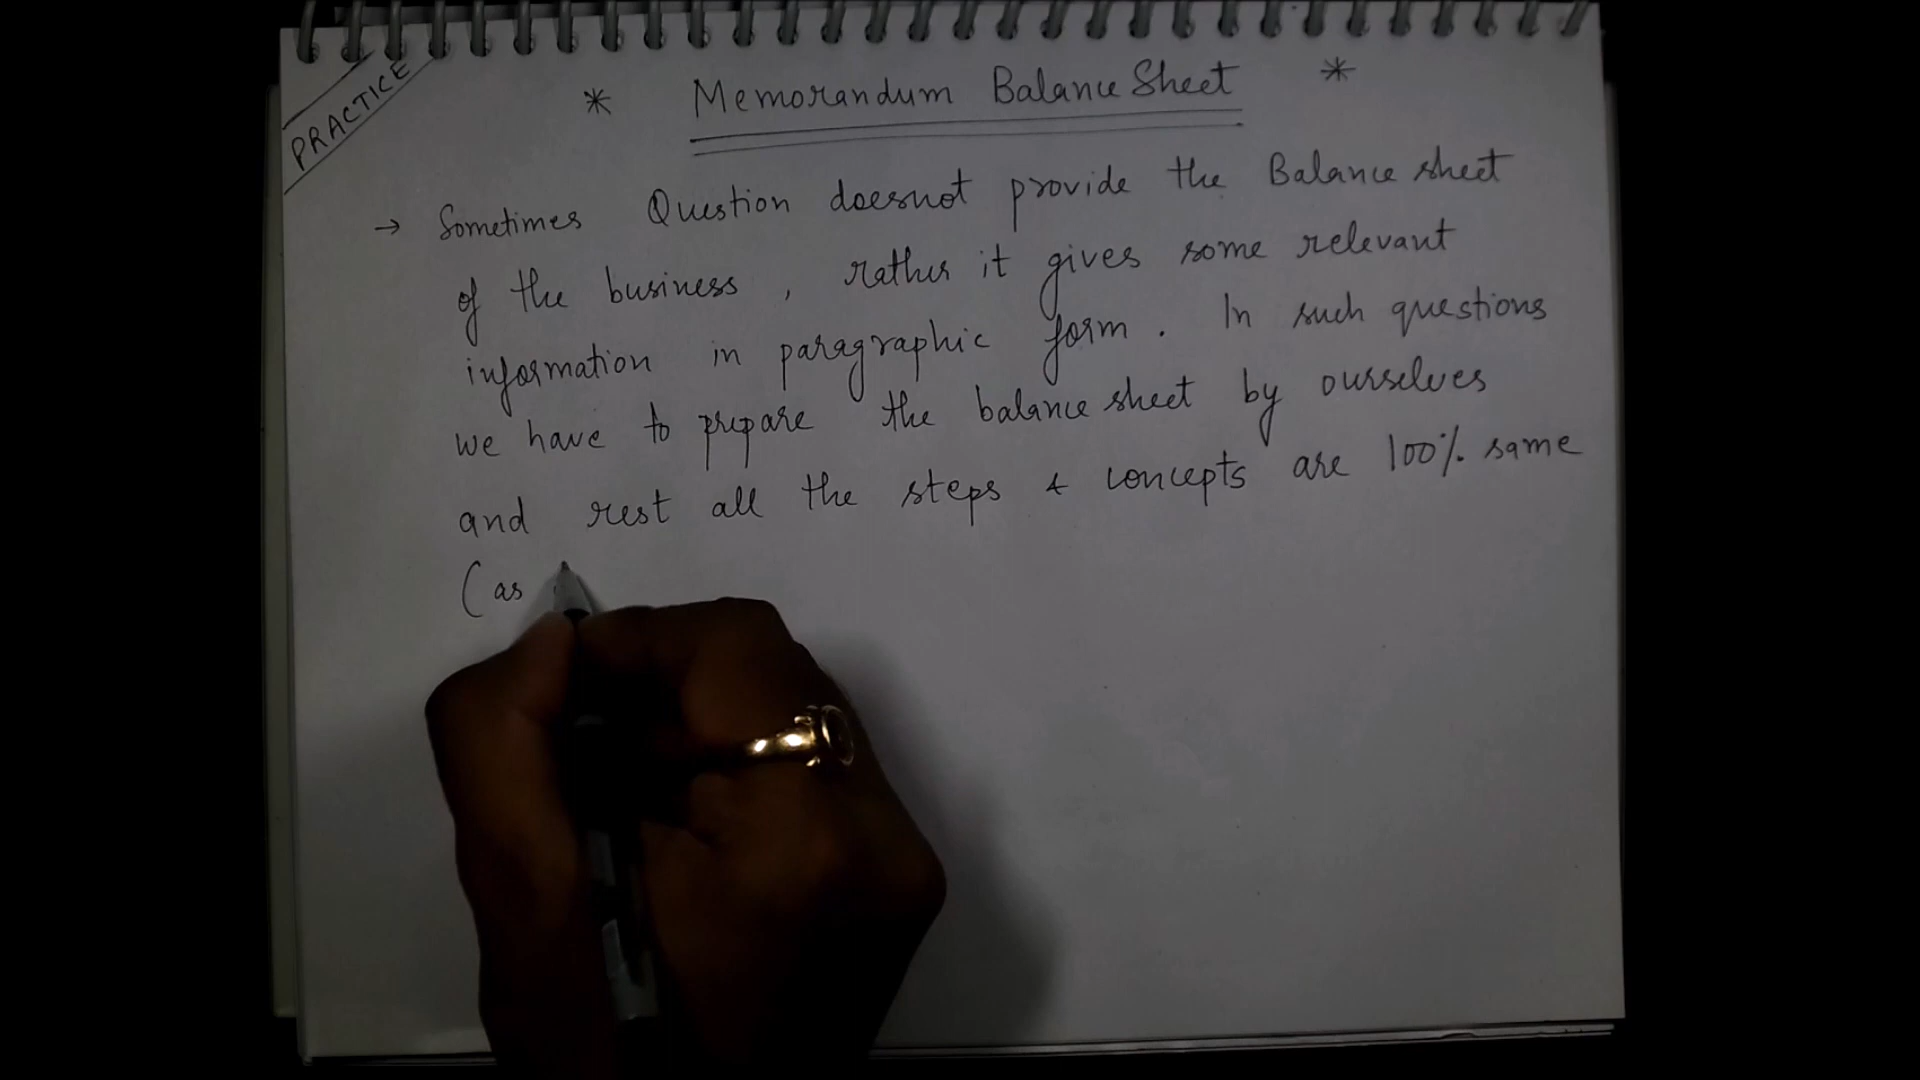 PRACTICE
* Memorandum Balance Sheet *
→ Sometimes Question doesnot provide the Balance sheet
of the business , rather it gives some relevant
information in paragraphic form . In such questions
we have to prepare the balance sheet by ourselves
and rest all the steps & concepts are 100% same
(as